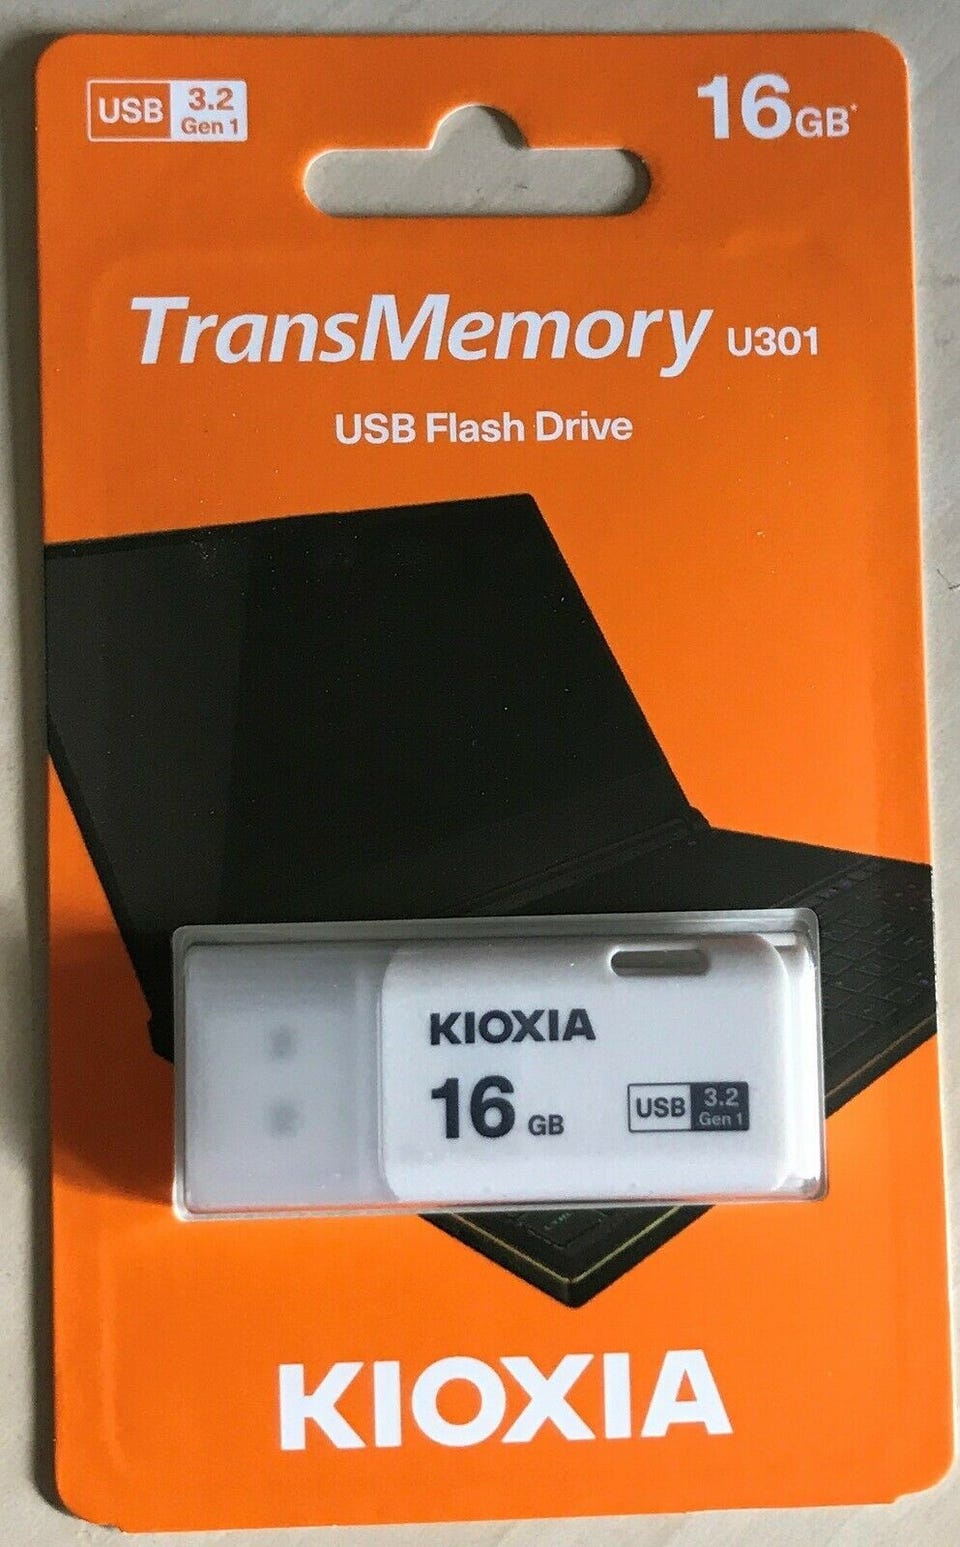 USB 3.2 Gen 1
16GB*
TransMemory U301
USB Flash Drive
KIOXIA
16 GB
USB 3.2 Gen 1
KIOXIA